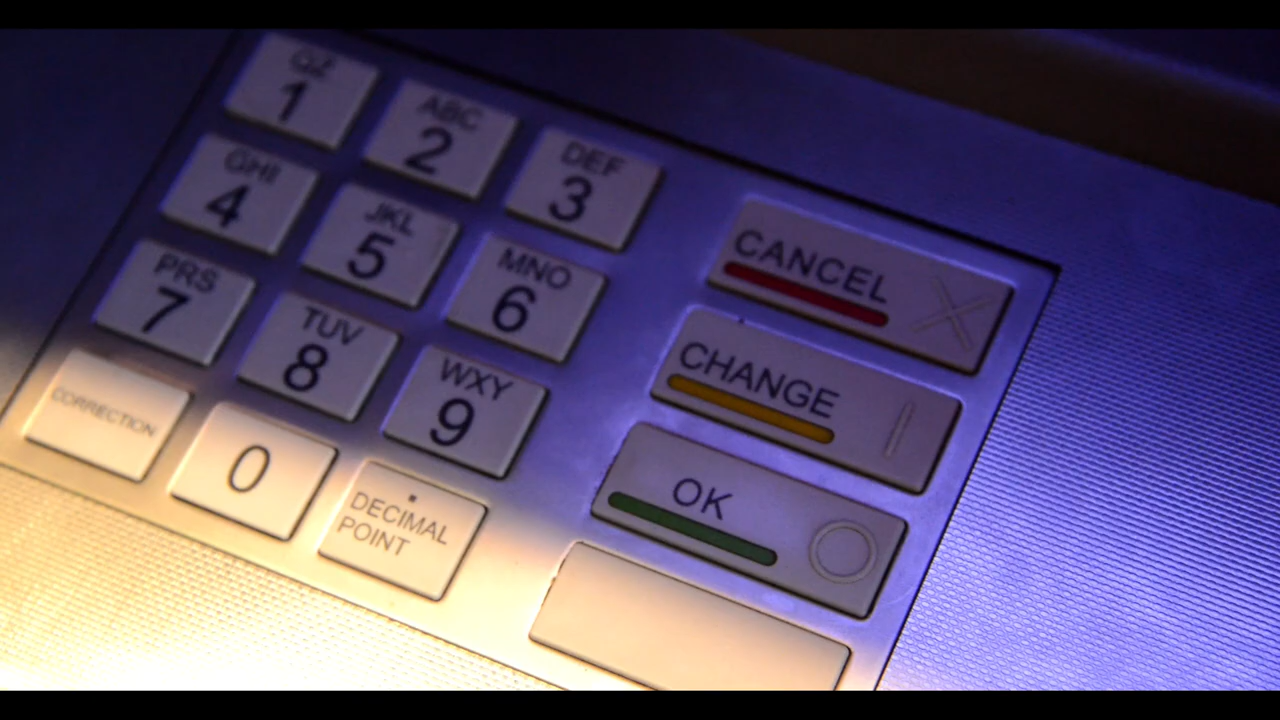 QZ
1
ABC
2
DEF
3
CANCEL
GHI
4
JKL
5
MNO
6
CHANGE
PRS
7
TUV
8
WXY
9
OK
CORRECTION
0
.
DECIMAL
POINT